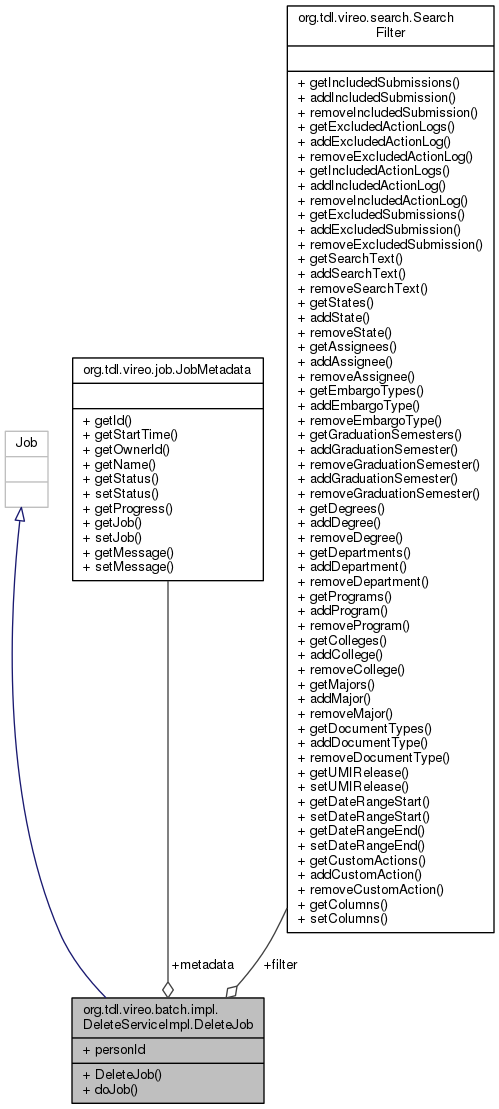 org.tdl.vireo.search.Search
Filter
+ getIncludedSubmissions()
+ addIncludedSubmission()
+ removeIncludedSubmission()
+ getExcludedActionLogs()
+ addExcludedActionLog()
+ removeExcludedActionLog()
+ getIncludedActionLogs()
+ addIncludedActionLog()
+ removeIncludedActionLog()
+ getExcludedSubmissions()
+ addExcludedSubmission()
+ removeExcludedSubmission()
+ getSearchText()
+ addSearchText()
+ removeSearchText()
+ getStates()
+ addState()
+ removeState()
+ getAssignees()
+ addAssignee()
+ removeAssignee()
+ getEmbargoTypes()
+ addEmbargoType()
+ removeEmbargoType()
+ getGraduationSemesters()
+ addGraduationSemester()
+ removeGraduationSemester()
+ addGraduationSemester()
+ removeGraduationSemester()
+ getDegrees()
+ addDegree()
+ removeDegree()
+ getDepartments()
+ addDepartment()
+ removeDepartment()
+ getPrograms()
+ addProgram()
+ removeProgram()
+ getColleges()
+ addCollege()
+ removeCollege()
+ getMajors()
+ addMajor()
+ removeMajor()
+ getDocumentTypes()
+ addDocumentType()
+ removeDocumentType()
+ getUMIRelease()
+ setUMIRelease()
+ getDateRangeStart()
+ setDateRangeStart()
+ getDateRangeEnd()
+ setDateRangeEnd()
+ getCustomActions()
+ addCustomAction()
+ removeCustomAction()
+ getColumns()
+ setColumns()
org.tdl.vireo.job.JobMetadata
+ getId()
+ getStartTime()
+ getOwnerId()
+ getName()
+ getStatus()
+ setStatus()
+ getProgress()
+ getJob()
+ setJob()
+ getMessage()
+ setMessage()
Job
+metadata
+filter
org.tdl.vireo.batch.impl.
DeleteServiceImpl.DeleteJob
+ personId
+ DeleteJob()
+ doJob()